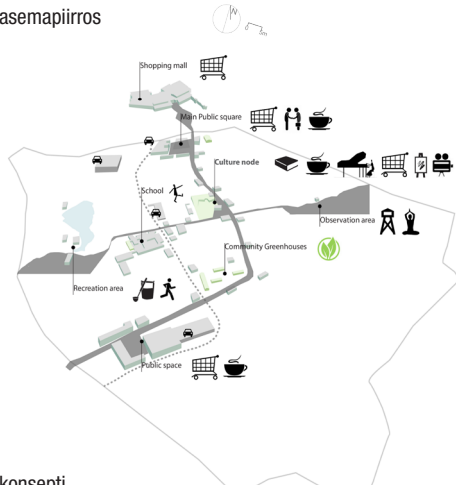 asemapiirros
N
Shopping mall
Main Public square
Culture node
School
Observation area
Community Greenhouses
Recreation area
Public space
konsepti